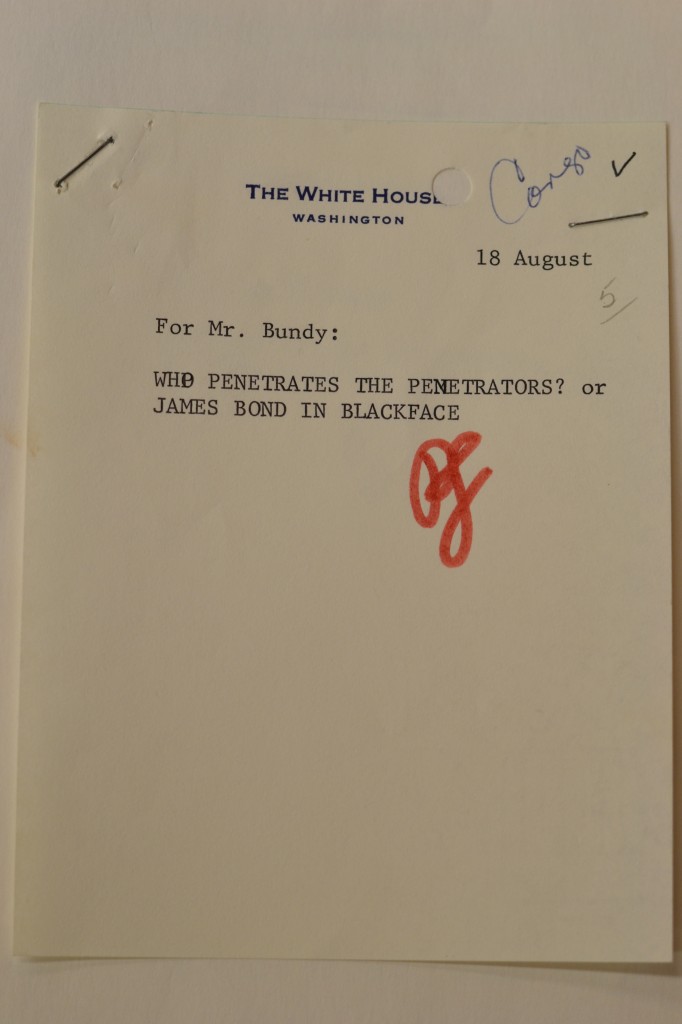 THE WHITE HOUSE
WASHINGTON
Congo ✓
18 August
5/
For Mr. Bundy:
WHO PENETRATES THE PENETRATORS? or
JAMES BOND IN BLACKFACE